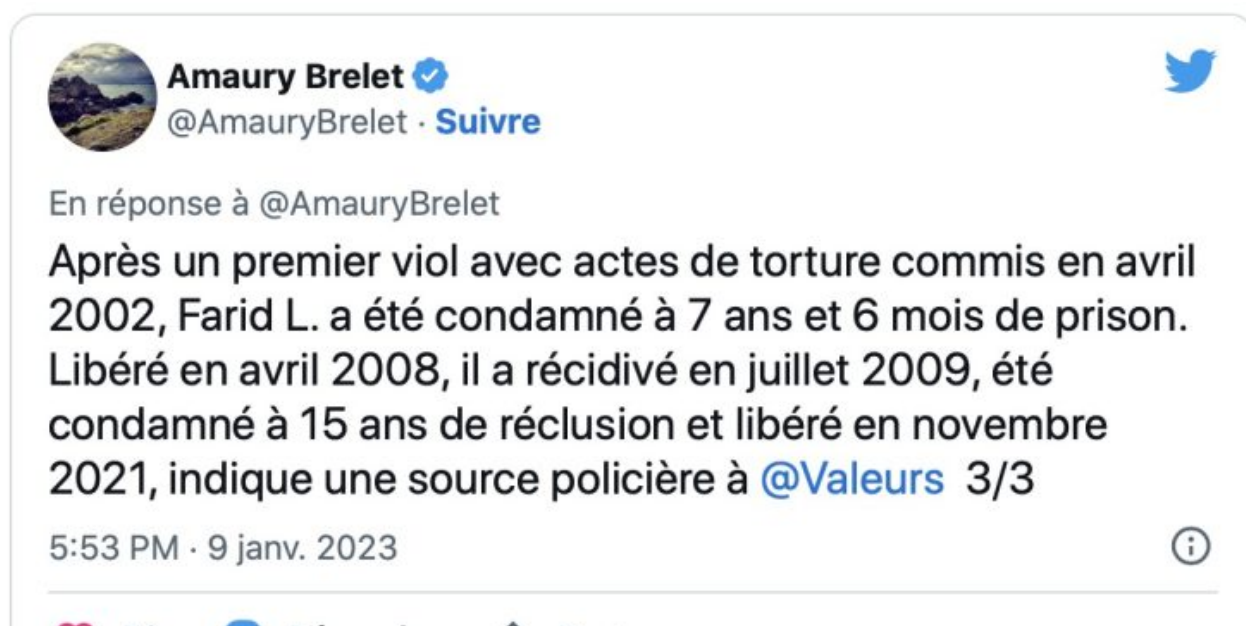 Amaury Brelet
@AmauryBrelet · Suivre
En réponse à @AmauryBrelet
Après un premier viol avec actes de torture commis en avril
2002, Farid L. a été condamné à 7 ans et 6 mois de prison.
Libéré en avril 2008, il a récidivé en juillet 2009, été
condamné à 15 ans de réclusion et libéré en novembre
2021, indique une source policière à @Valeurs 3/3
5:53 PM · 9 janv. 2023